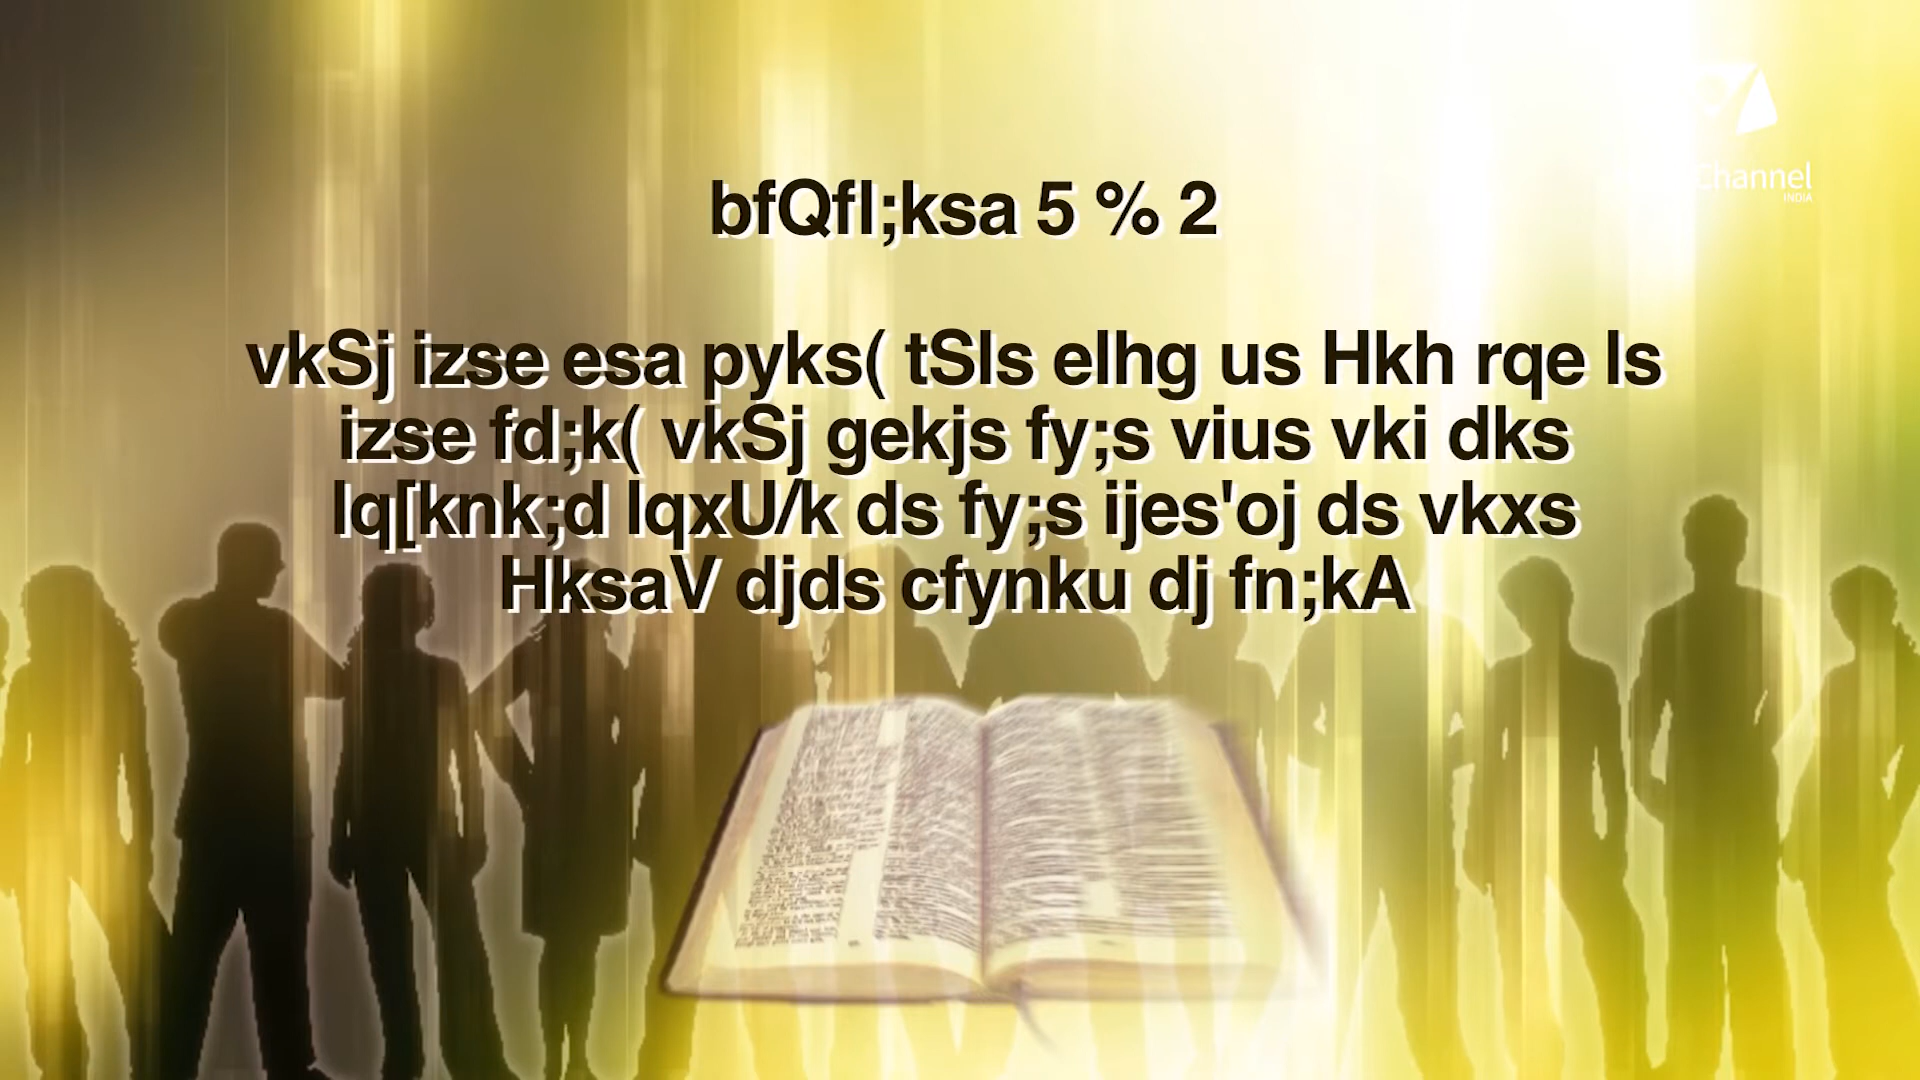 bfQfl;ksa 5 % 2
vkSj izse esa pyks( tSls elhg us Hkh rqe ls
izse fd;k( vkSj gekjs fy;s vius vki dks
lq[knk;d lqxU/k ds fy;s ijes'oj ds vkxs
HksaV djds cfynku dj fn;kA
Channel
INDIA